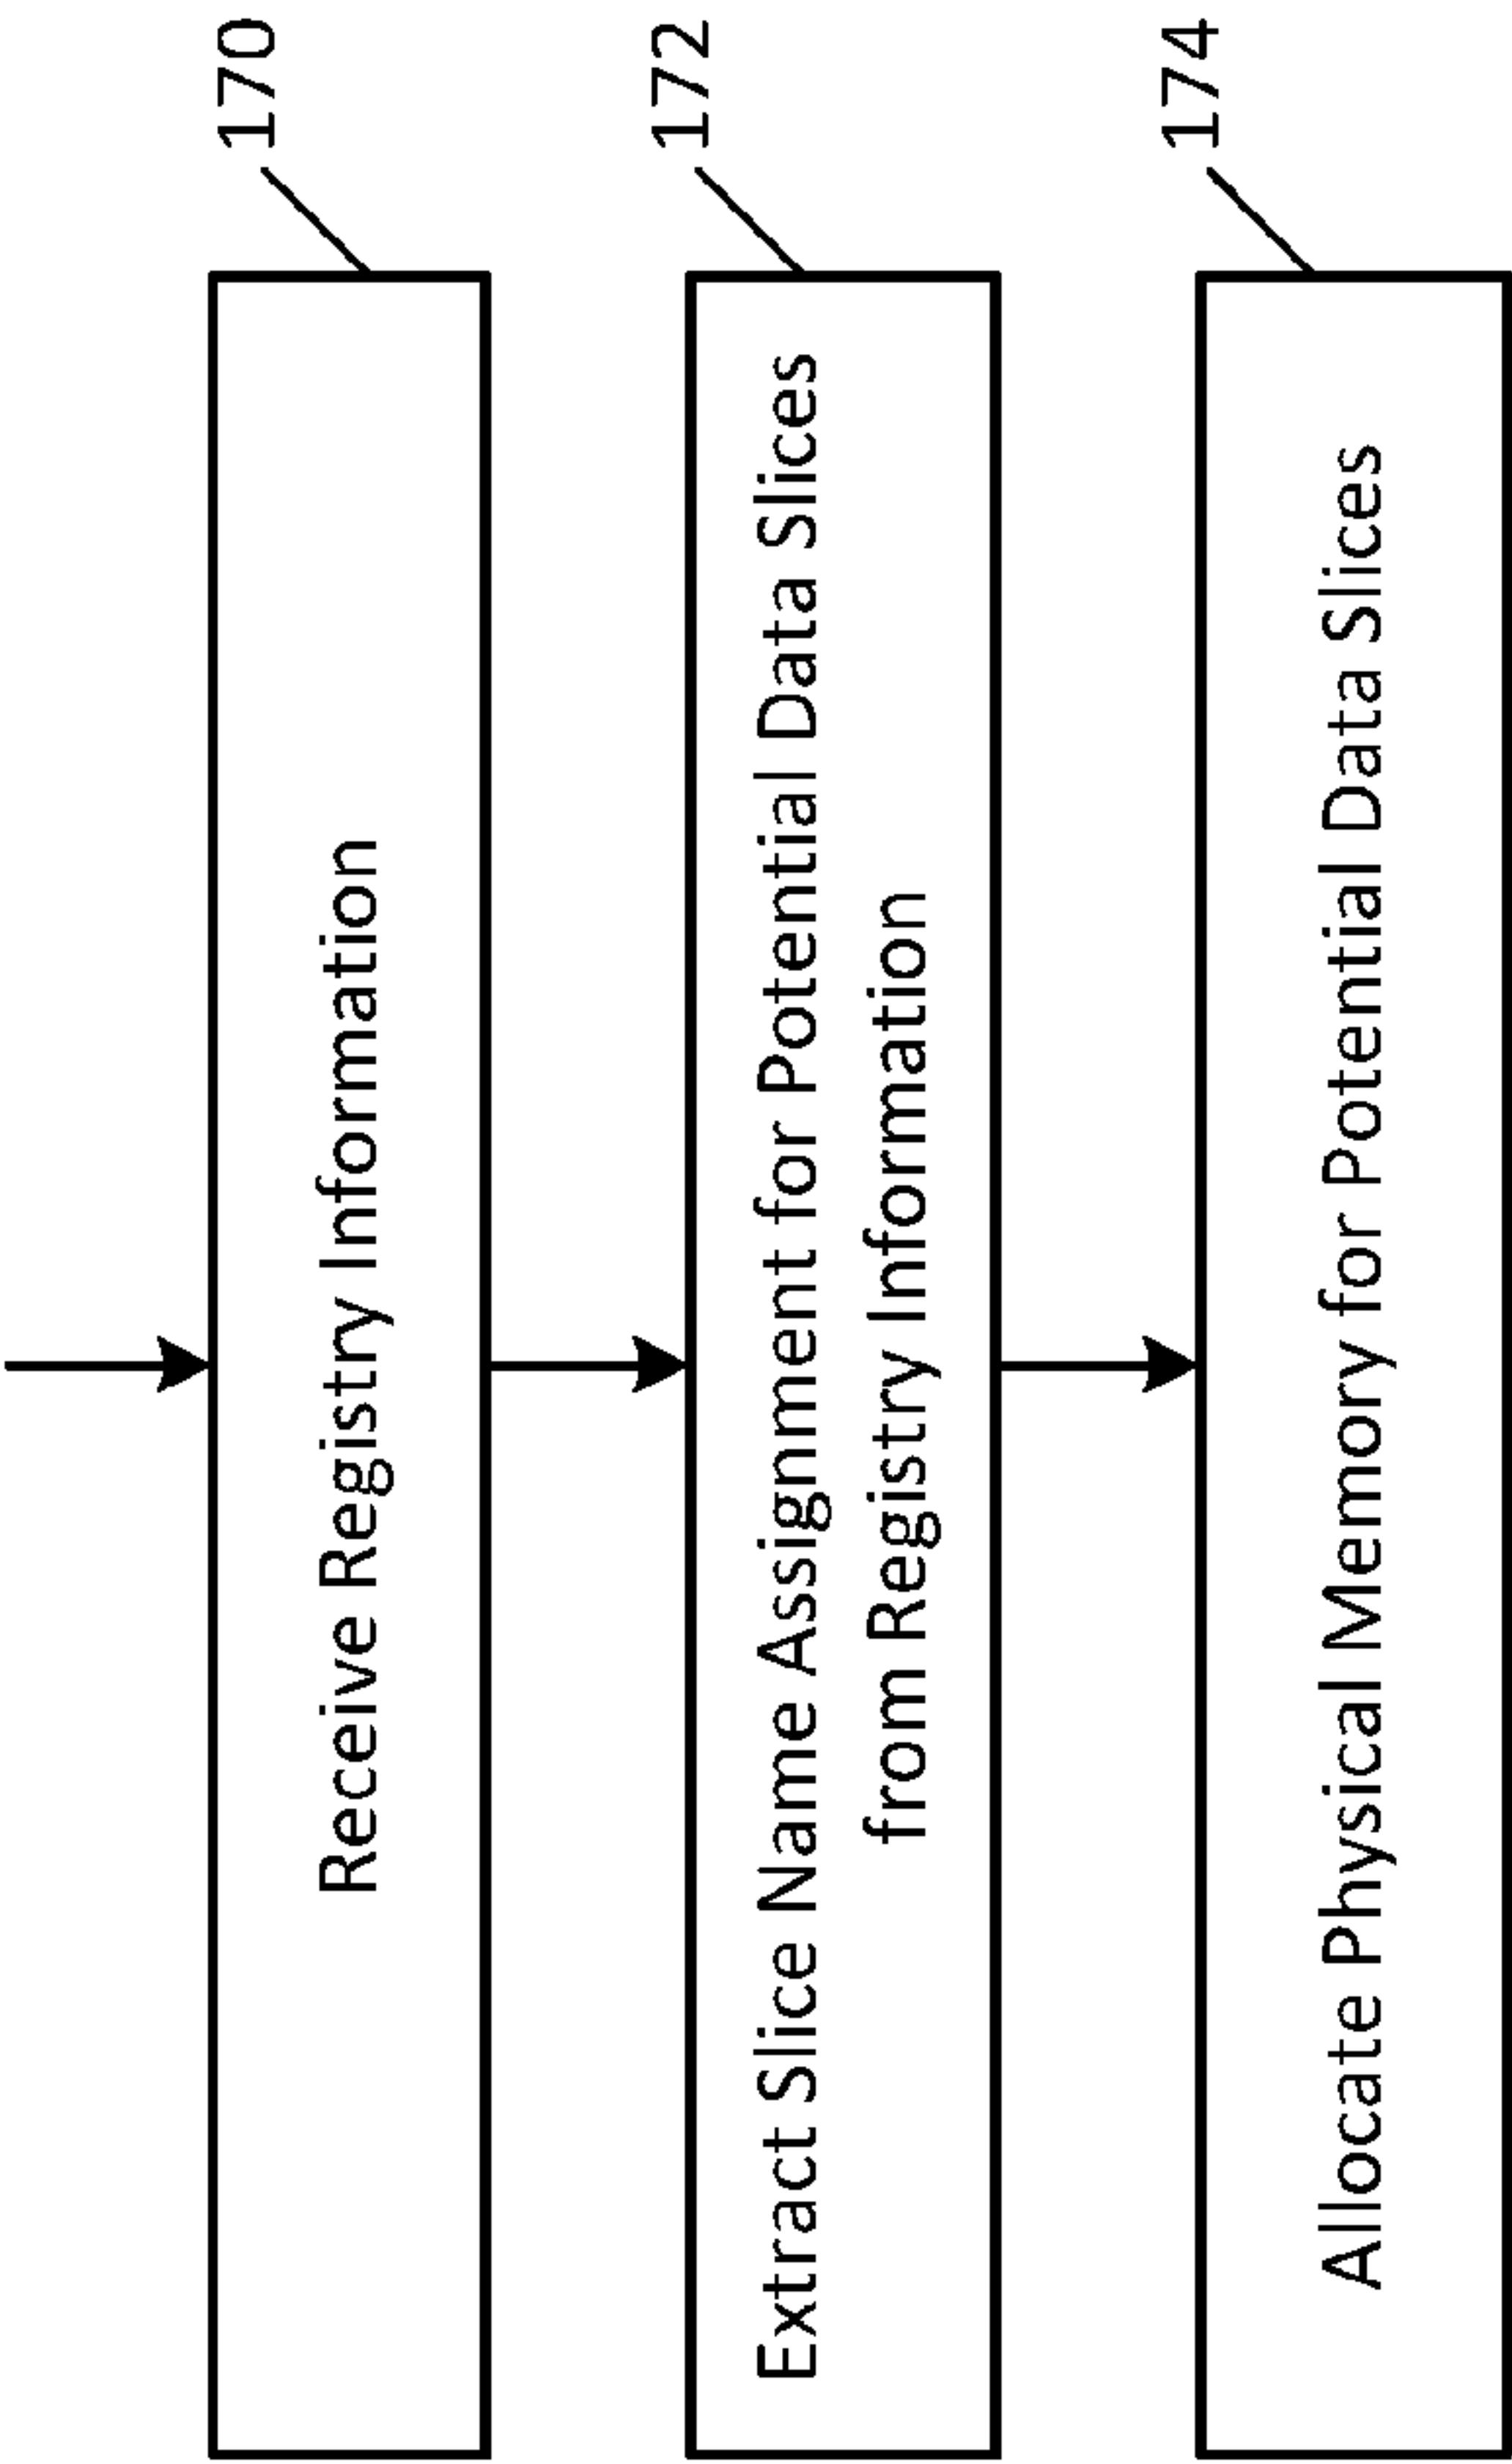 170
Receive Registry Information
172
Extract Slice Name Assignment for Potential Data Slices
from Registry Information
174
Allocate Physical Memory for Potential Data Slices